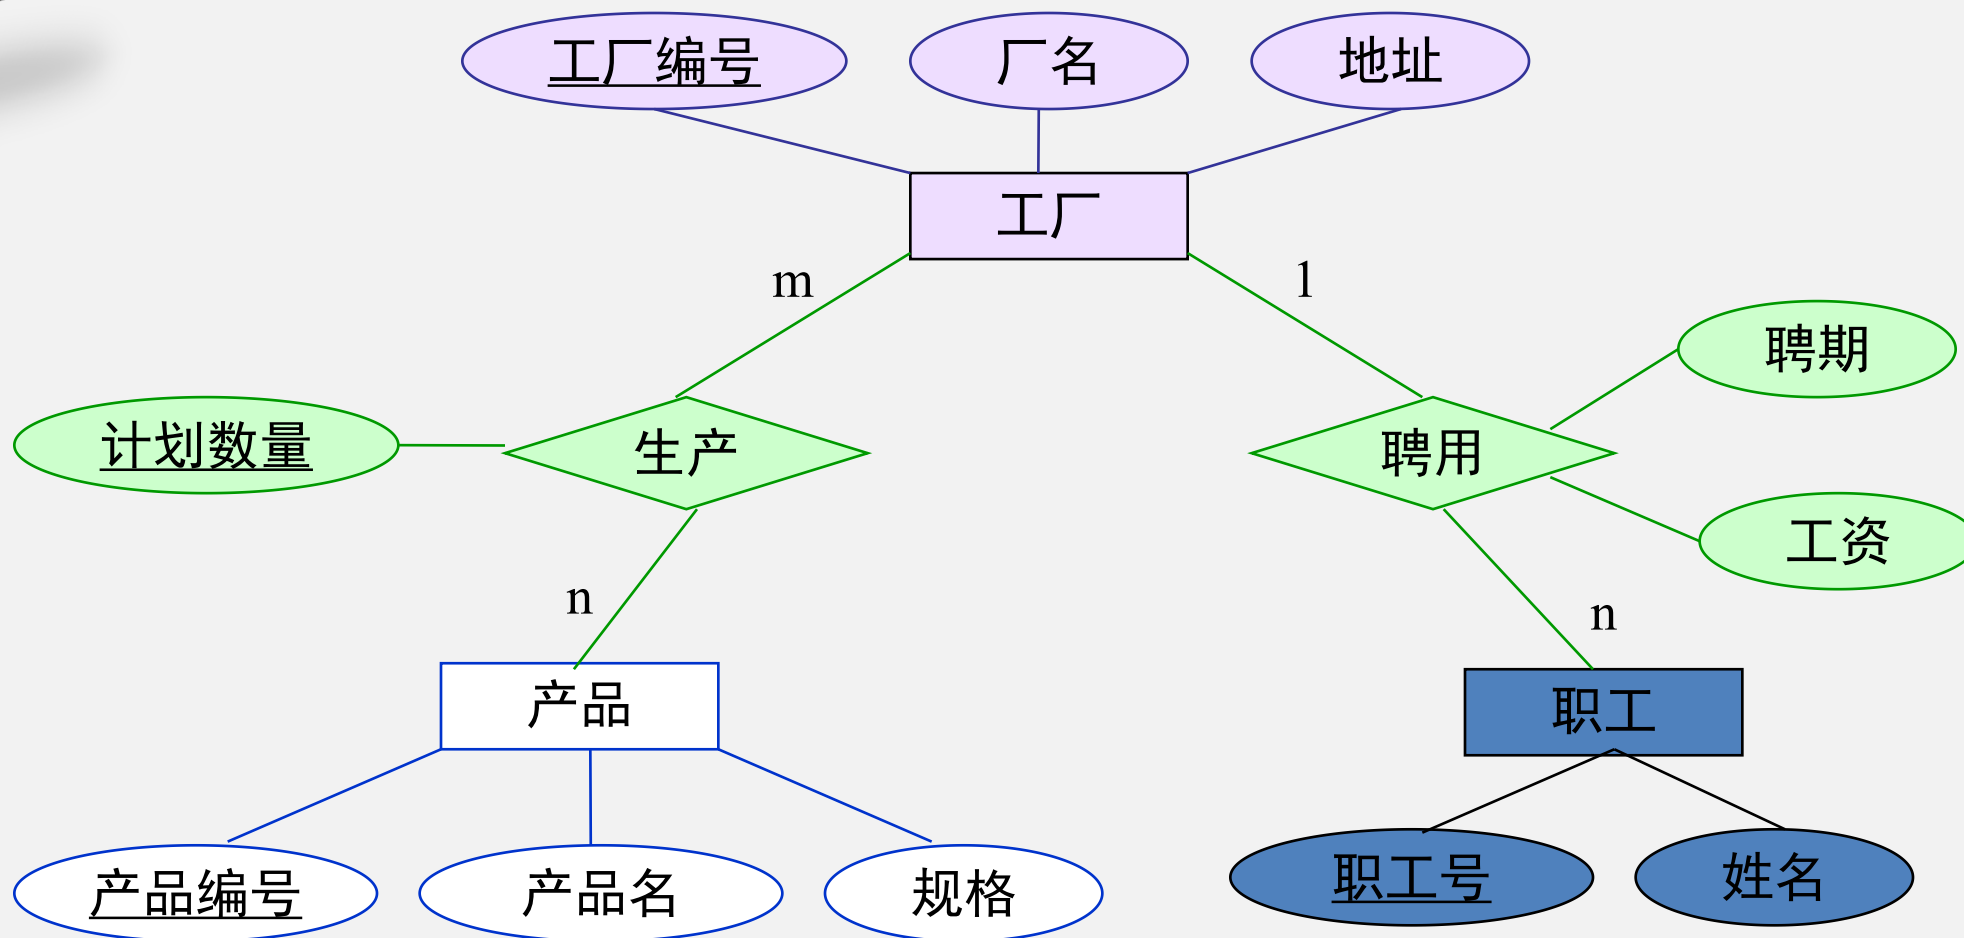 工厂编号
厂名
地址
工厂
m
1
聘期
计划数量
生产
聘用
工资
n
n
产品
职工
产品编号
产品名
规格
职工号
姓名